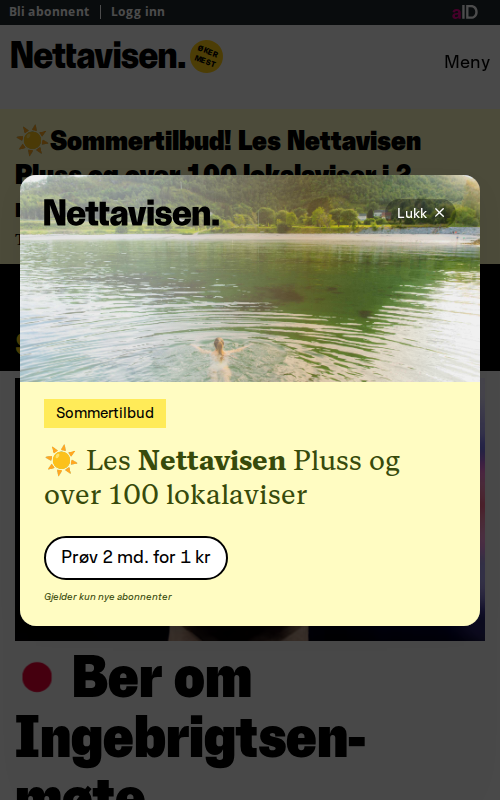 Bli abonnent | Logg inn
aID
Nettavisen.
ØKER
MEST
Meny
☀️Sommertilbud! Les Nettavisen
Pluss og over 100 lokalaviser i 2
Nettavisen.
Lukk ✕
Sommertilbud
☀️ Les Nettavisen Pluss og
over 100 lokalaviser
Prøv 2 md. for 1 kr
Gjelder kun nye abonnenter
🔴 Ber om
Ingebrigtsen-
møte